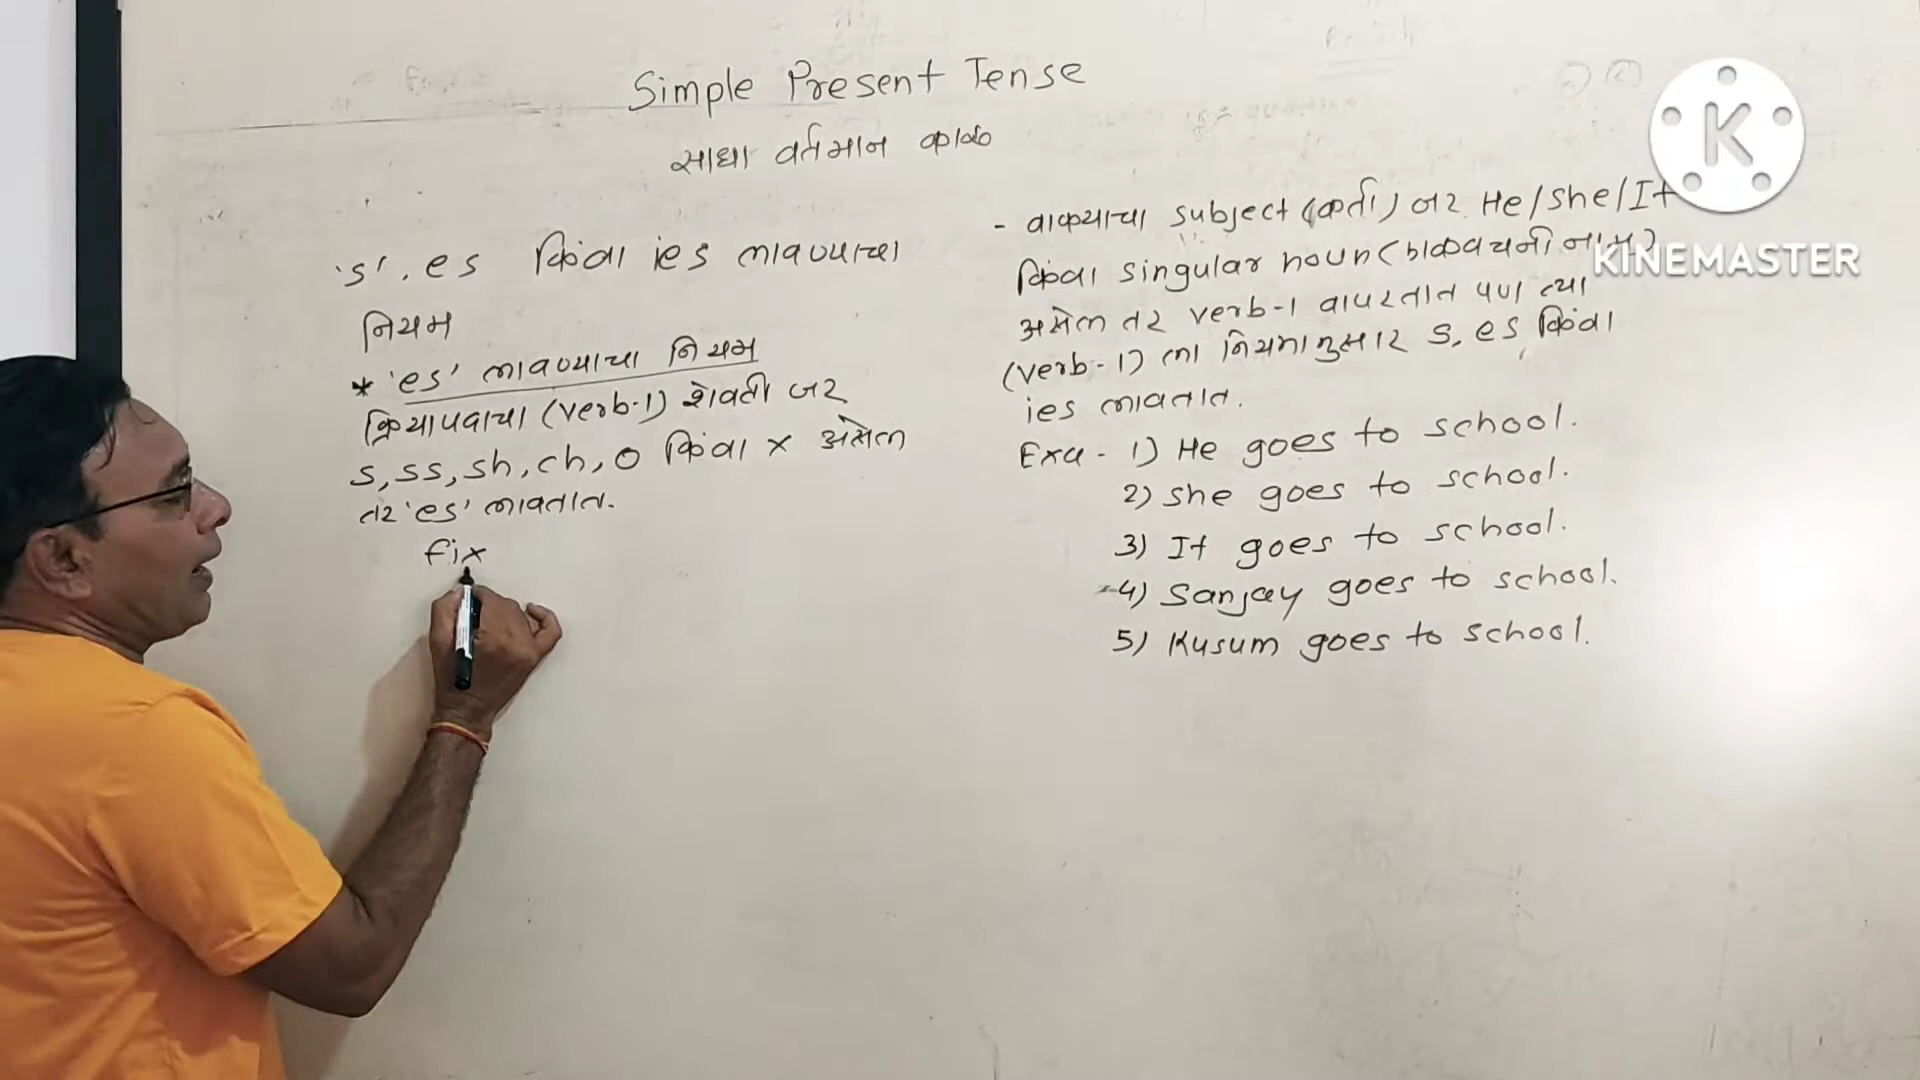 Simple Present Tense
साधा वर्तमान काळ
's', es किंवा ies लावण्याचा
नियम
* 'es' लावण्याचा नियम
क्रियापदाचा (verb-1) शेवटी जर
s, ss, sh, ch, o किंवा x असेल
तर 'es' लावतात.
fix
- वाक्याचा subject (कर्ता) जर He/She/It
किंवा singular noun (एकवचनी नाम)
असेल तर verb-1 वापरतात पण त्या
(verb-1) ला नियमानुसार s, es किंवा
ies लावतात.
Exa - 1) He goes to school.
2) she goes to school.
3) It goes to school.
4) Sanjay goes to school.
5) Kusum goes to school.
K
KINEMASTER